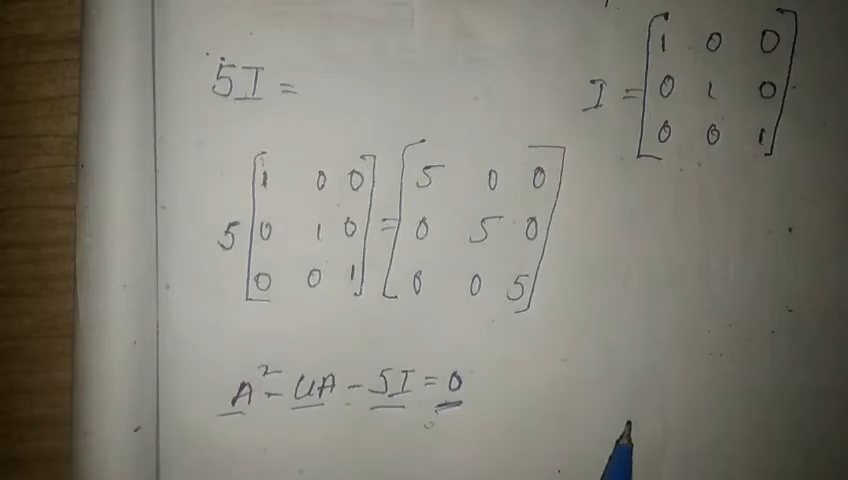 5I =
I = [1 0 0
0 1 0
0 0 1]
5 [1 0 0
0 1 0
0 0 1] = [5 0 0
0 5 0
0 0 5]
A² - 4A - 5I = 0